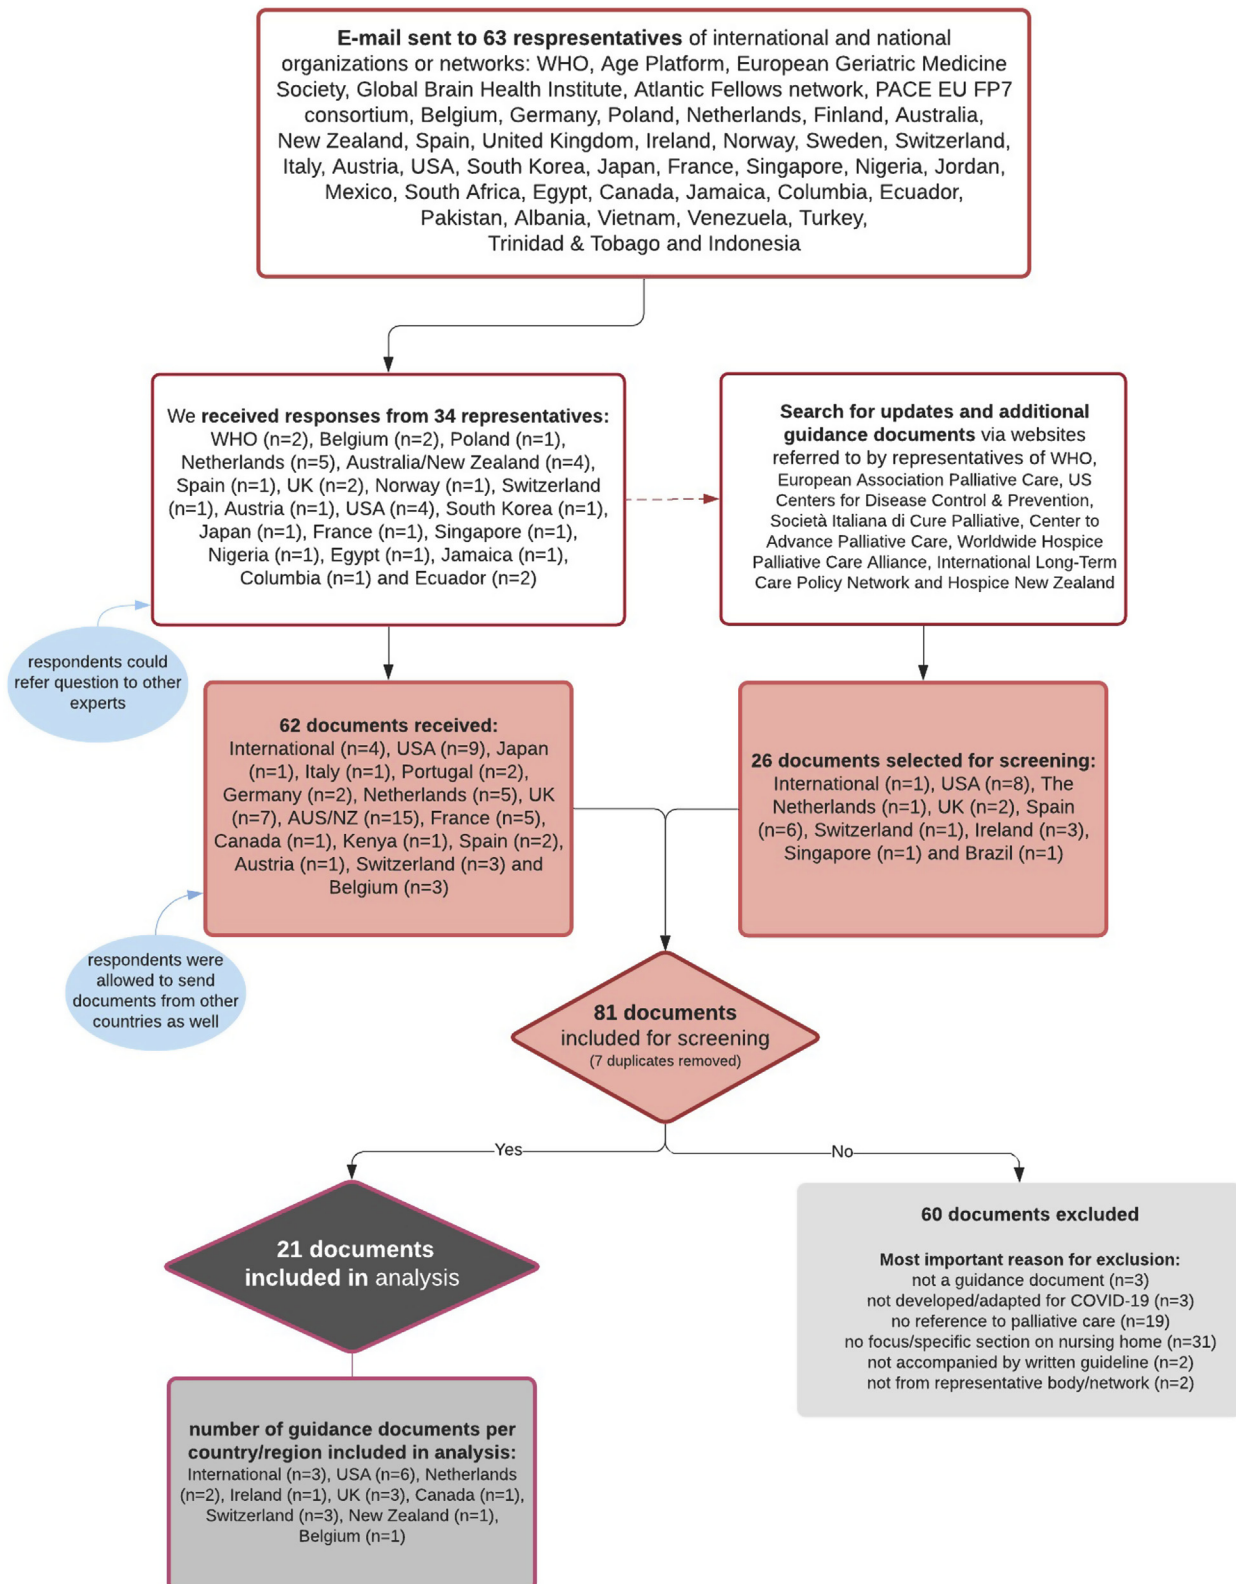 E-mail sent to 63 respresentatives of international and national
organizations or networks: WHO, Age Platform, European Geriatric Medicine
Society, Global Brain Health Institute, Atlantic Fellows network, PACE EU FP7
consortium, Belgium, Germany, Poland, Netherlands, Finland, Australia,
New Zealand, Spain, United Kingdom, Ireland, Norway, Sweden, Switzerland,
Italy, Austria, USA, South Korea, Japan, France, Singapore, Nigeria, Jordan,
Mexico, South Africa, Egypt, Canada, Jamaica, Columbia, Ecuador,
Pakistan, Albania, Vietnam, Venezuela, Turkey,
Trinidad & Tobago and Indonesia
We received responses from 34 representatives:
WHO (n=2), Belgium (n=2), Poland (n=1),
Netherlands (n=5), Australia/New Zealand (n=4),
Spain (n=1), UK (n=2), Norway (n=1), Switzerland
(n=1), Austria (n=1), USA (n=4), South Korea (n=1),
Japan (n=1), France (n=1), Singapore (n=1),
Nigeria (n=1), Egypt (n=1), Jamaica (n=1),
Columbia (n=1) and Ecuador (n=2)
Search for updates and additional
guidance documents via websites
referred to by representatives of WHO,
European Association Palliative Care, US
Centers for Disease Control & Prevention,
Società Italiana di Cure Palliative, Center to
Advance Palliative Care, Worldwide Hospice
Palliative Care Alliance, International Long-Term
Care Policy Network and Hospice New Zealand
respondents could
refer question to other
experts
62 documents received:
International (n=4), USA (n=9), Japan
(n=1), Italy (n=1), Portugal (n=2),
Germany (n=2), Netherlands (n=5), UK
(n=7), AUS/NZ (n=15), France (n=5),
Canada (n=1), Kenya (n=1), Spain (n=2),
Austria (n=1), Switzerland (n=3) and
Belgium (n=3)
26 documents selected for screening:
International (n=1), USA (n=8), The
Netherlands (n=1), UK (n=2), Spain
(n=6), Switzerland (n=1), Ireland (n=3),
Singapore (n=1) and Brazil (n=1)
respondents were
allowed to send
documents from other
countries as well
81 documents
included for screening
(7 duplicates removed)
Yes
No
21 documents
included in analysis
60 documents excluded
Most important reason for exclusion:
not a guidance document (n=3)
not developed/adapted for COVID-19 (n=3)
no reference to palliative care (n=19)
no focus/specific section on nursing home (n=31)
not accompanied by written guideline (n=2)
not from representative body/network (n=2)
number of guidance documents per
country/region included in analysis:
International (n=3), USA (n=6), Netherlands
(n=2), Ireland (n=1), UK (n=3), Canada (n=1),
Switzerland (n=3), New Zealand (n=1),
Belgium (n=1)